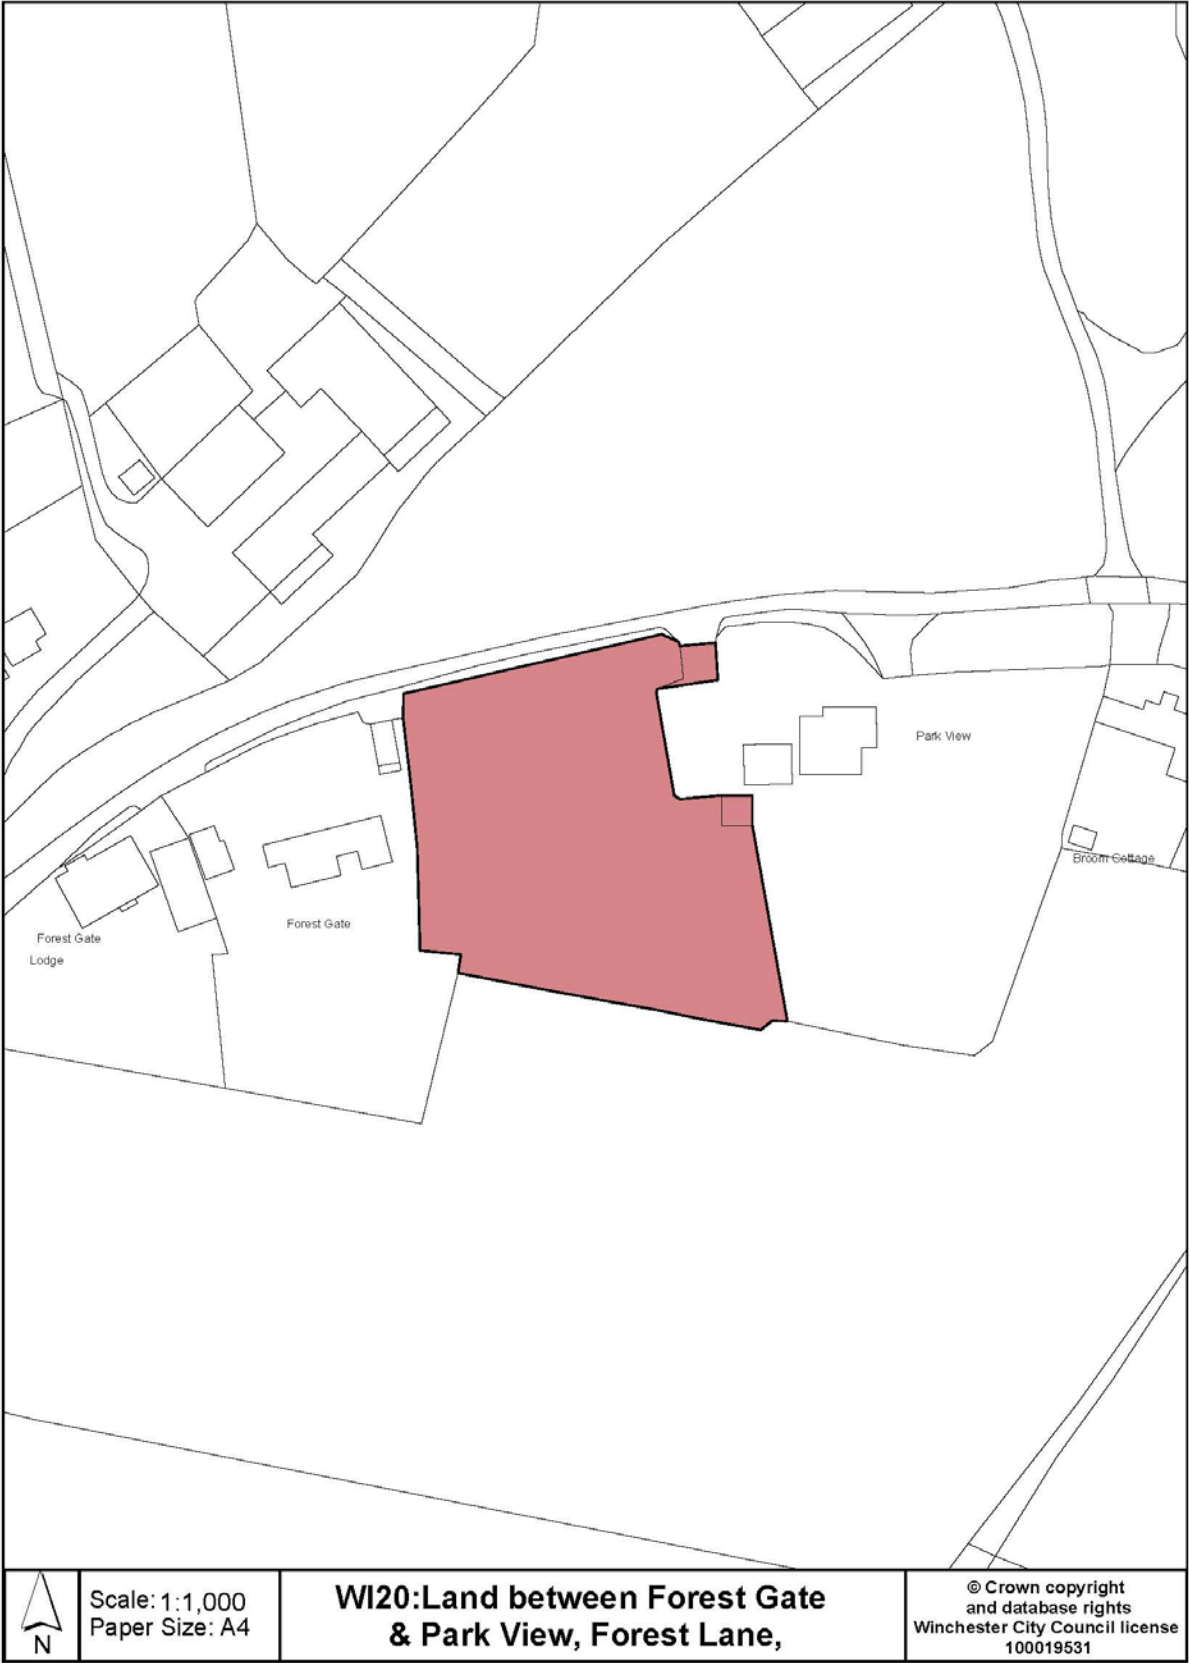 Park View
Broom Cottage
Forest Gate
Forest Gate
Lodge
N
Scale: 1:1,000
Paper Size: A4
WI20:Land between Forest Gate
& Park View, Forest Lane,
© Crown copyright
and database rights
Winchester City Council license
100019531